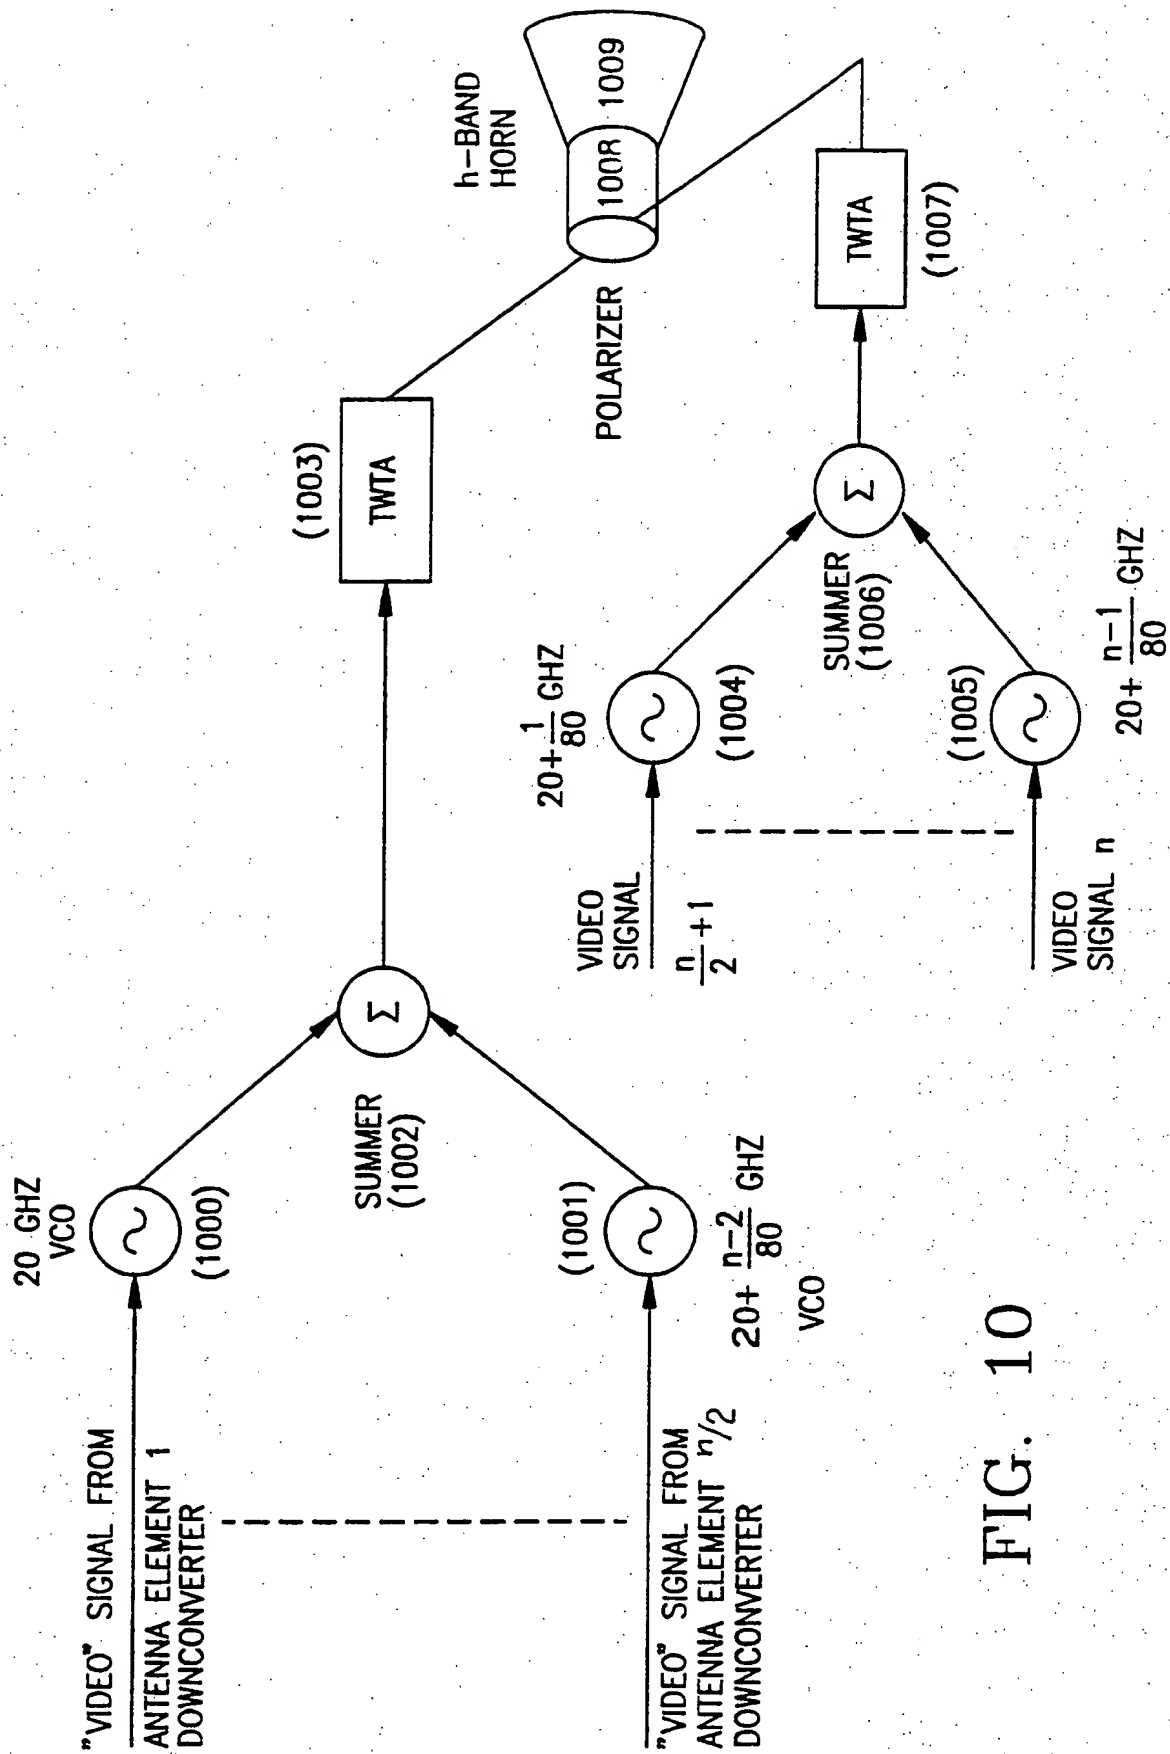 20 GHZ
VCO
(1000)
"VIDEO" SIGNAL FROM
ANTENNA ELEMENT 1
DOWNCONVERTER
SUMMER
(1002)
Σ
(1001)
20+ n-2/80 GHZ
VCO
"VIDEO" SIGNAL FROM
ANTENNA ELEMENT n/2
DOWNCONVERTER
(1003)
TWTA
h-BAND
HORN
1008
1009
POLARIZER
20+ 1/80 GHZ
(1004)
VIDEO
SIGNAL
n/2 +1
SUMMER
(1006)
Σ
TWTA
(1007)
(1005)
20+ n-1/80 GHZ
VIDEO
SIGNAL n
FIG. 10